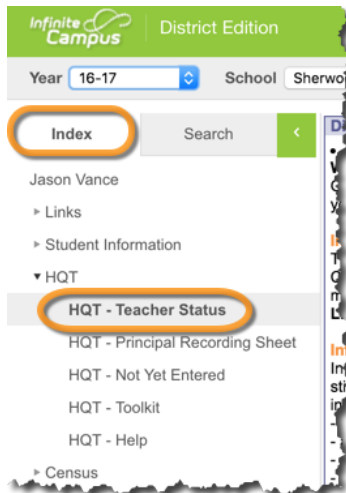 Infinite Campus District Edition
Year 16-17 School Sherwo
Index Search
Jason Vance
Links
Student Information
HQT
HQT - Teacher Status
HQT - Principal Recording Sheet
HQT - Not Yet Entered
HQT - Toolkit
HQT - Help
Census